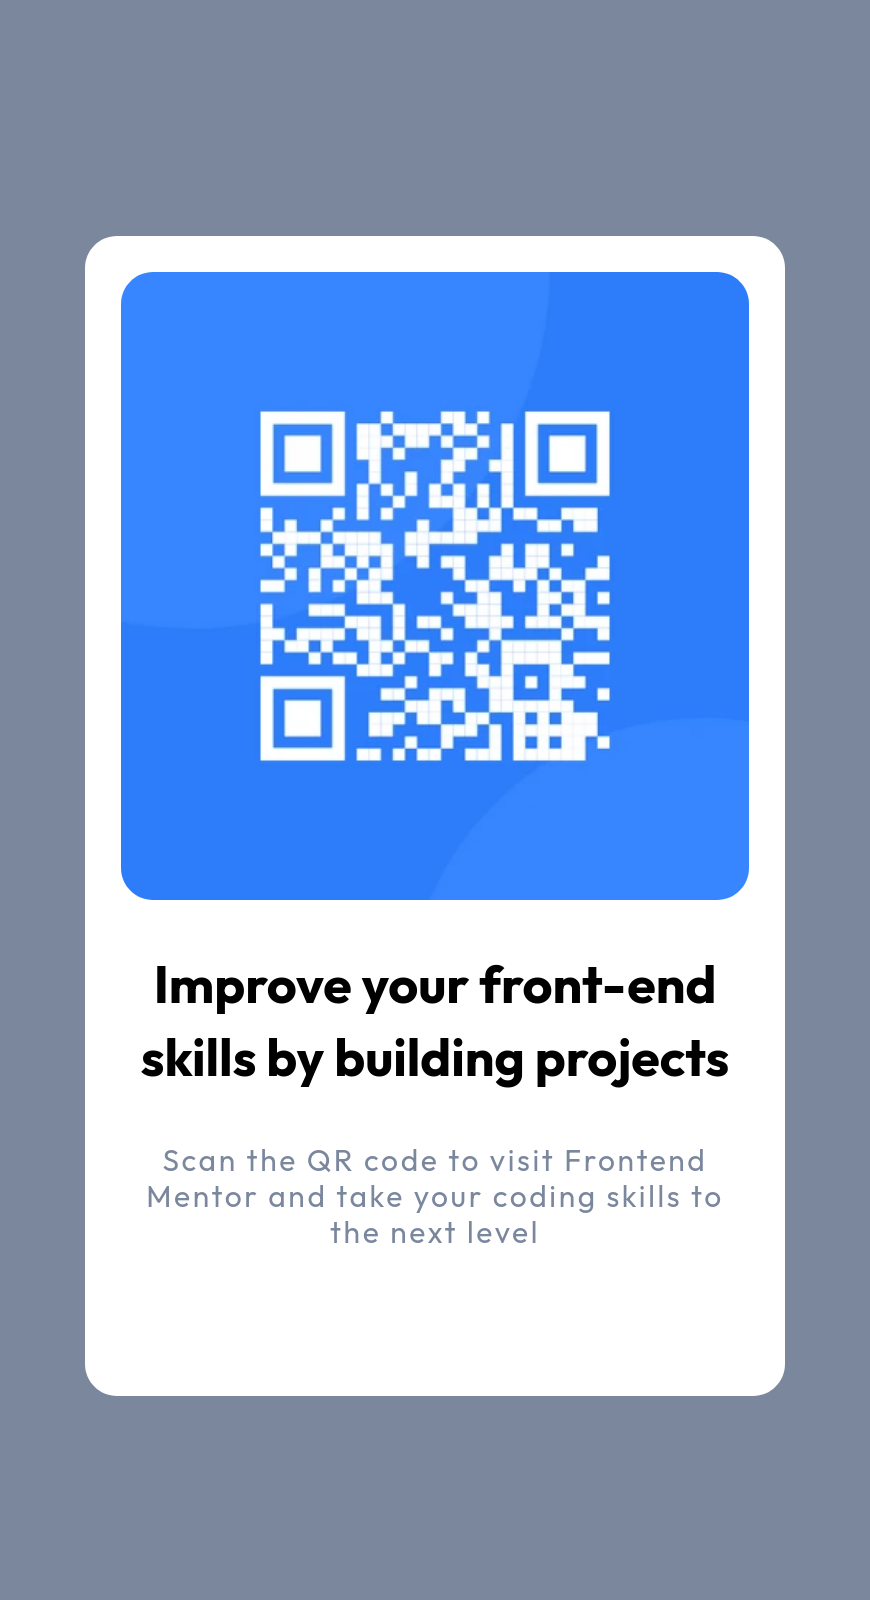 Improve your front-end
skills by building projects
Scan the QR code to visit Frontend
Mentor and take your coding skills to
the next level